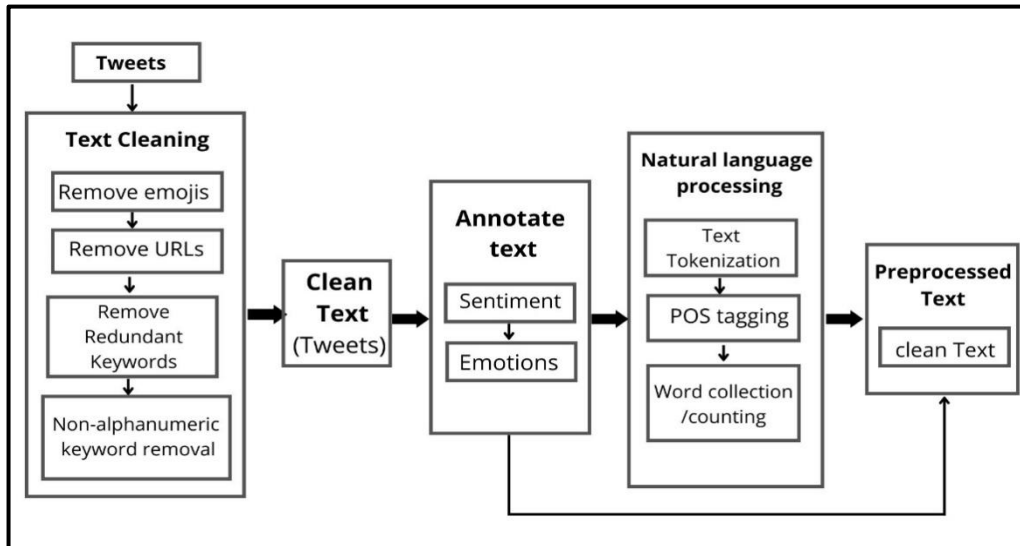 Tweets
Text Cleaning
Remove emojis
Remove URLs
Remove
Redundant
Keywords
Non-alphanumeric
keyword removal
Clean
Text
(Tweets)
Annotate
text
Sentiment
Emotions
Natural language
processing
Text
Tokenization
POS tagging
Word collection
/counting
Preprocessed
Text
clean Text